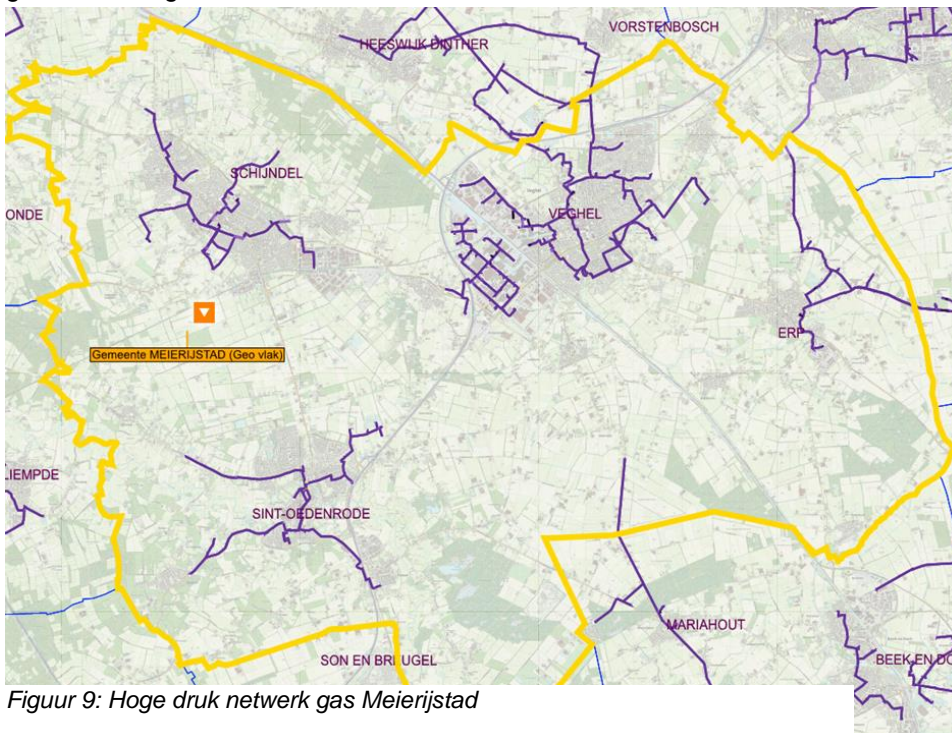 HEESWIJK DINTHER
VORSTENBOSCH
SCHIJNDEL
ONDE
VEGHEL
ERP
Gemeente MEIERIJSTAD (Geo vlak)
LIEMPDE
SINT-OEDENRODE
MARIAHOUT
SON EN BREUGEL
BEEK EN DO
Figuur 9: Hoge druk netwerk gas Meierijstad